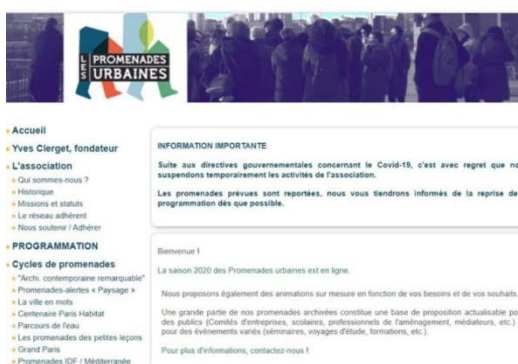 LES
PROMENADES
URBAINES
Accueil
Yves Clerget, fondateur
L'association
Qui sommes-nous ?
Historique
Missions et statuts
Le réseau adhérent
Nous soutenir / Adhérer
PROGRAMMATION
Cycles de promenades
"Archi. contemporaine remarquable"
Promenades-alertes « Paysage »
La ville en mots
Centenaire Paris Habitat
Parcours de l'eau
Les promenades des petites leçons
Grand Paris
Promenades IDF / Méditerranée
INFORMATION IMPORTANTE
Suite aux directives gouvernementales concernant le Covid-19, c'est avec regret que no
suspendons temporairement les activités de l'association.
Les promenades prévues sont reportées, nous vous tiendrons informés de la reprise de
programmation dès que possible.
Bienvenue !
La saison 2020 des Promenades urbaines est en ligne.
Nous proposons également des animations sur mesure en fonction de vos besoins et de vos souhaits.
Une grande partie de nos promenades archivées constitue une base de proposition actualisable po
des publics (Comités d'entreprises, scolaires, professionnels de l'aménagement, médiateurs, etc.)
pour des événements variés (séminaires, voyages d'étude, formations, etc.).
Pour plus d'informations, contactez-nous !